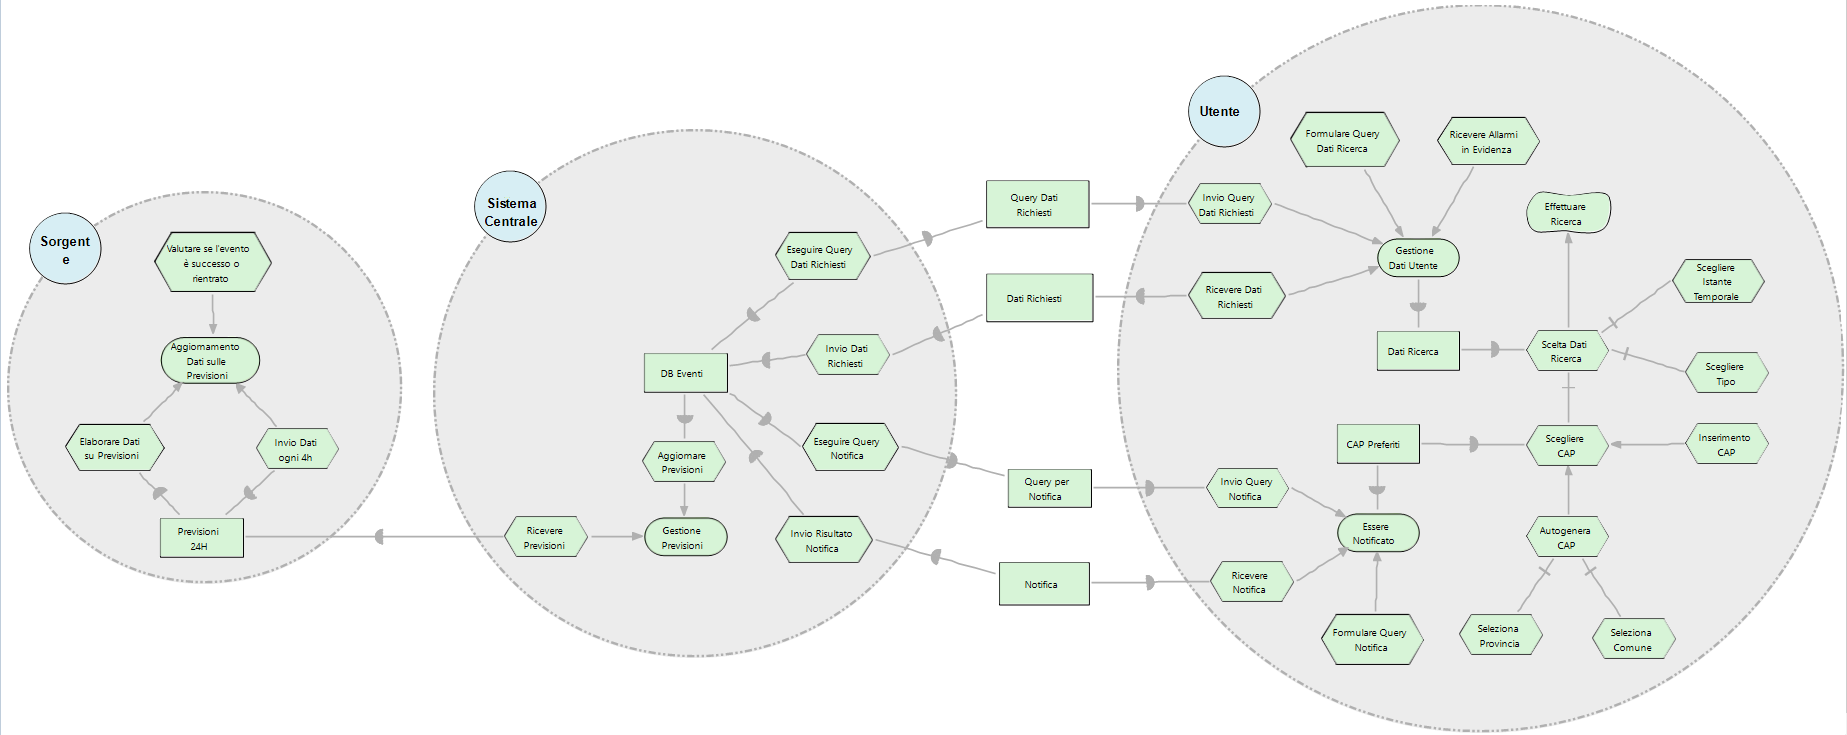 Sorgent
e
Valutare se l'evento
è successo o
rientrato
Aggiornamento
Dati sulle
Previsioni
Elaborare Dati
su Previsioni
Invio Dati
ogni 4h
Previsioni
24H
Sistema
Centrale
Eseguire Query
Dati Richiesti
Invio Dati
Richiesti
DB Eventi
Eseguire Query
Notifica
Aggiornare
Previsioni
Ricevere
Previsioni
Gestione
Previsioni
Invio Risultato
Notifica
Query Dati
Richiesti
Dati Richiesti
Query per
Notifica
Notifica
Utente
Formulare Query
Dati Ricerca
Ricevere Allarmi
in Evidenza
Invio Query
Dati Richiesti
Effettuare
Ricerca
Gestione
Dati Utente
Ricevere Dati
Richiesti
Scegliere
Istante
Temporale
Dati Ricerca
Scelta Dati
Ricerca
Scegliere
Tipo
CAP Preferiti
Scegliere
CAP
Inserimento
CAP
Invio Query
Notifica
Essere
Notificato
Autogenera
CAP
Ricevere
Notifica
Formulare Query
Notifica
Seleziona
Provincia
Seleziona
Comune